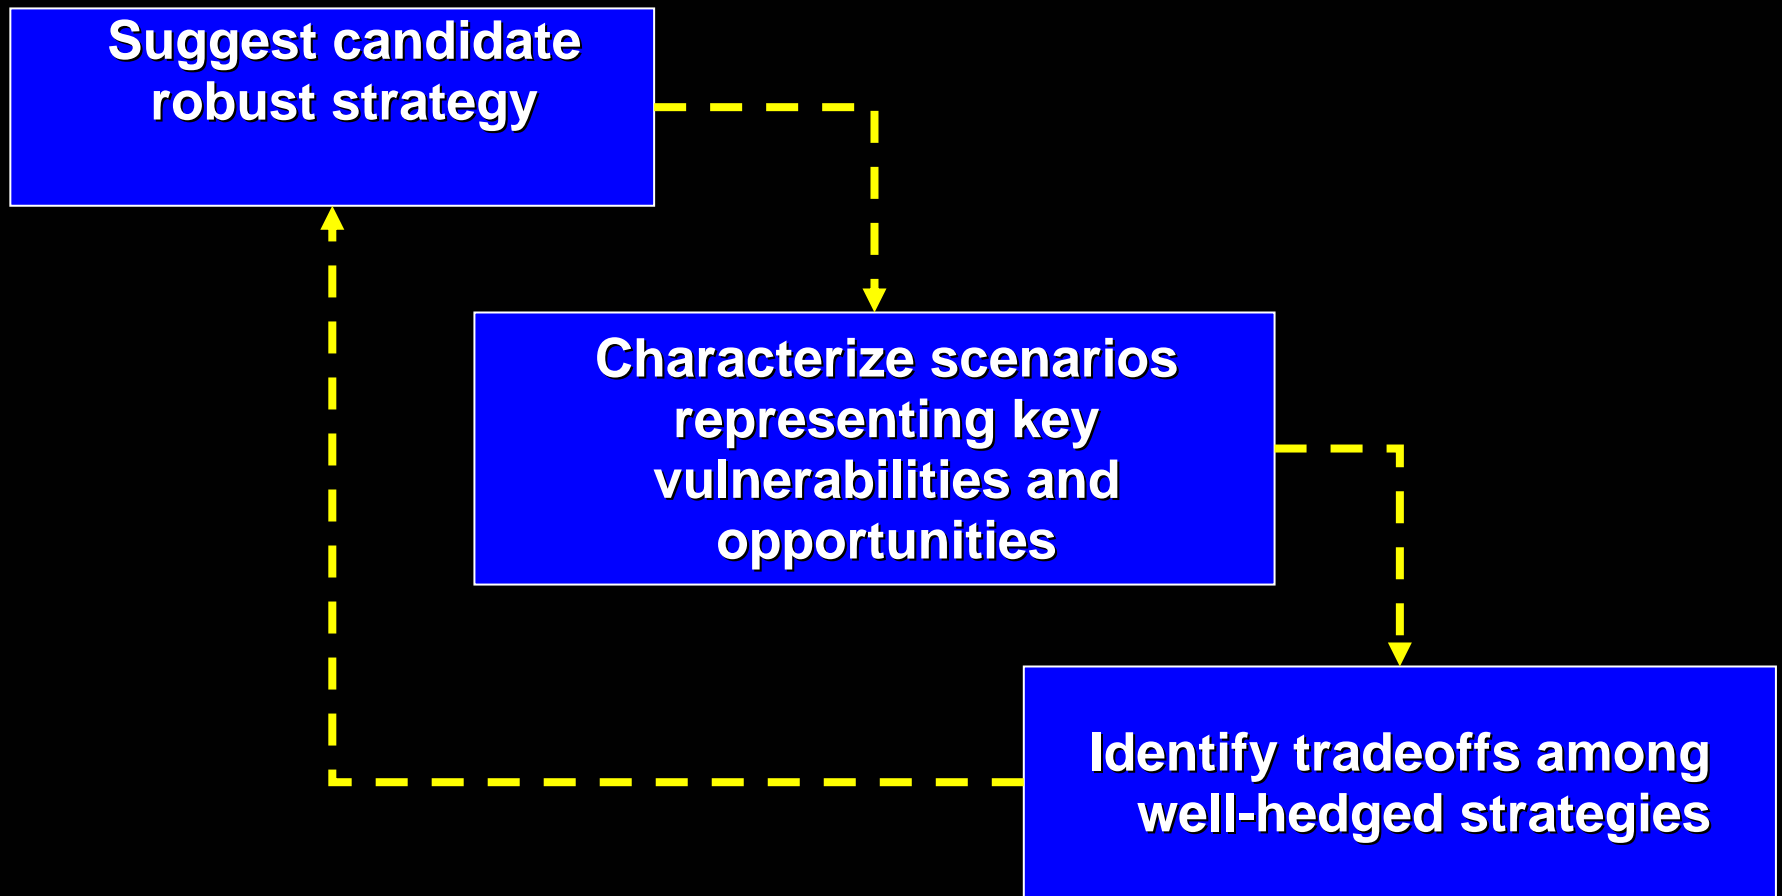 Suggest candidate
robust strategy
Characterize scenarios
representing key
vulnerabilities and
opportunities
Identify tradeoffs among
well-hedged strategies